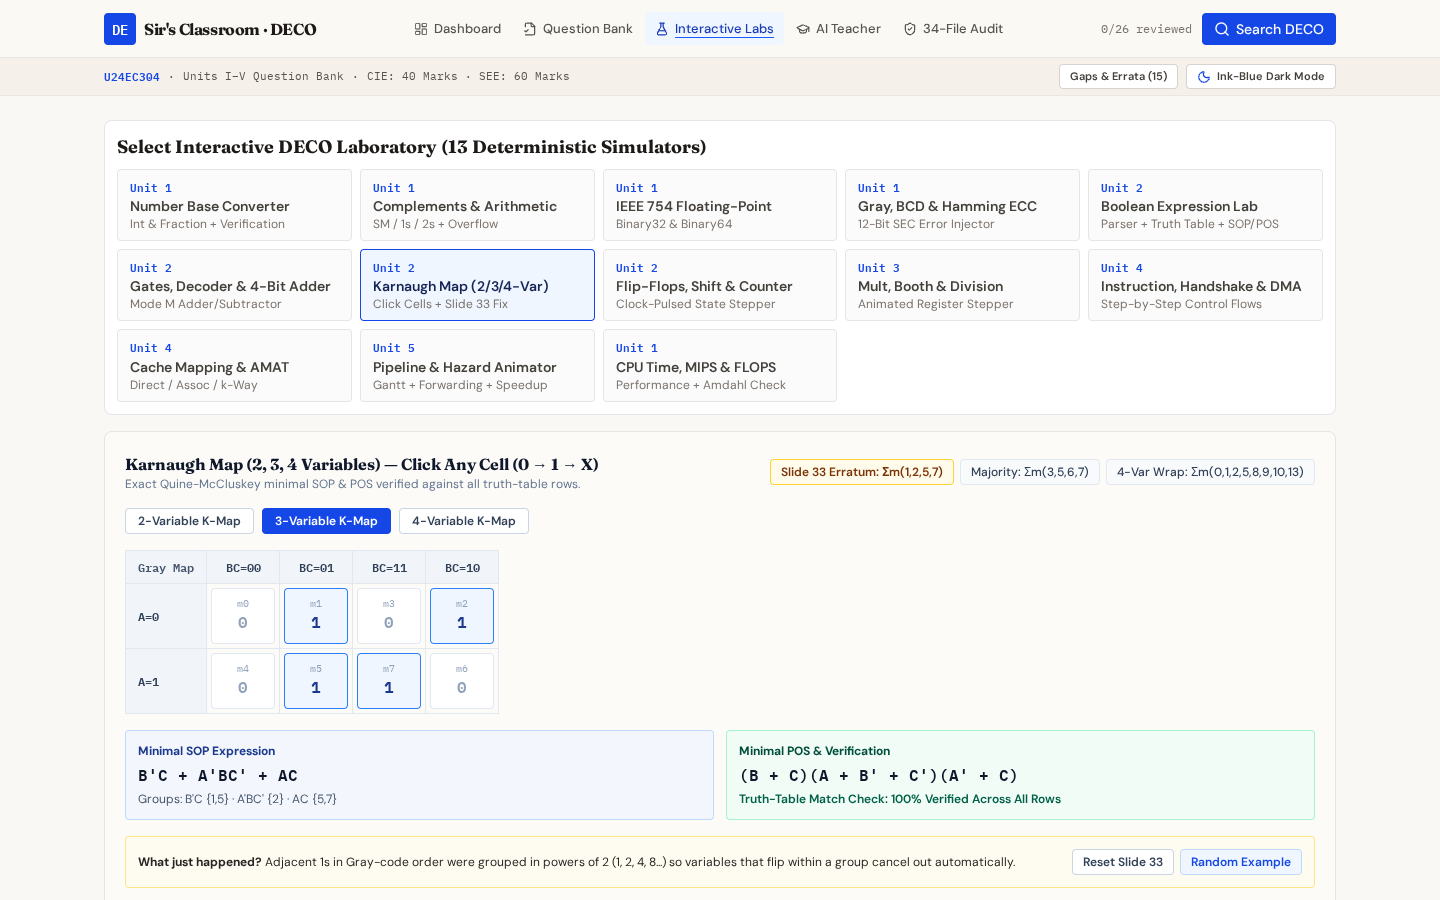 DE Sir's Classroom · DECO Dashboard Question Bank Interactive Labs AI Teacher 34-File Audit 0/26 reviewed Search DECO
U24EC304 · Units I–V Question Bank · CIE: 40 Marks · SEE: 60 Marks Gaps & Errata (15) Ink-Blue Dark Mode
Select Interactive DECO Laboratory (13 Deterministic Simulators)
Unit 1
Number Base Converter
Int & Fraction + Verification
Unit 1
Complements & Arithmetic
SM / 1s / 2s + Overflow
Unit 1
IEEE 754 Floating-Point
Binary32 & Binary64
Unit 1
Gray, BCD & Hamming ECC
12-Bit SEC Error Injector
Unit 2
Boolean Expression Lab
Parser + Truth Table + SOP/POS
Unit 2
Gates, Decoder & 4-Bit Adder
Mode M Adder/Subtractor
Unit 2
Karnaugh Map (2/3/4-Var)
Click Cells + Slide 33 Fix
Unit 2
Flip-Flops, Shift & Counter
Clock-Pulsed State Stepper
Unit 3
Mult, Booth & Division
Animated Register Stepper
Unit 4
Instruction, Handshake & DMA
Step-by-Step Control Flows
Unit 4
Cache Mapping & AMAT
Direct / Assoc / k-Way
Unit 5
Pipeline & Hazard Animator
Gantt + Forwarding + Speedup
Unit 1
CPU Time, MIPS & FLOPS
Performance + Amdahl Check
Karnaugh Map (2, 3, 4 Variables) — Click Any Cell (0 → 1 → X)
Exact Quine-McCluskey minimal SOP & POS verified against all truth-table rows.
Slide 33 Erratum: Σm(1,2,5,7) Majority: Σm(3,5,6,7) 4-Var Wrap: Σm(0,1,2,5,8,9,10,13)
2-Variable K-Map 3-Variable K-Map 4-Variable K-Map
Gray Map BC=00 BC=01 BC=11 BC=10
m0 m1 m3 m2
A=0 0 1 0 1
m4 m5 m7 m6
A=1 0 1 1 0
Minimal SOP Expression
B'C + A'BC' + AC
Groups: B'C {1,5} · A'BC' {2} · AC {5,7}
Minimal POS & Verification
(B + C)(A + B' + C')(A' + C)
Truth-Table Match Check: 100% Verified Across All Rows
What just happened? Adjacent 1s in Gray-code order were grouped in powers of 2 (1, 2, 4, 8...) so variables that flip within a group cancel out automatically. Reset Slide 33 Random Example